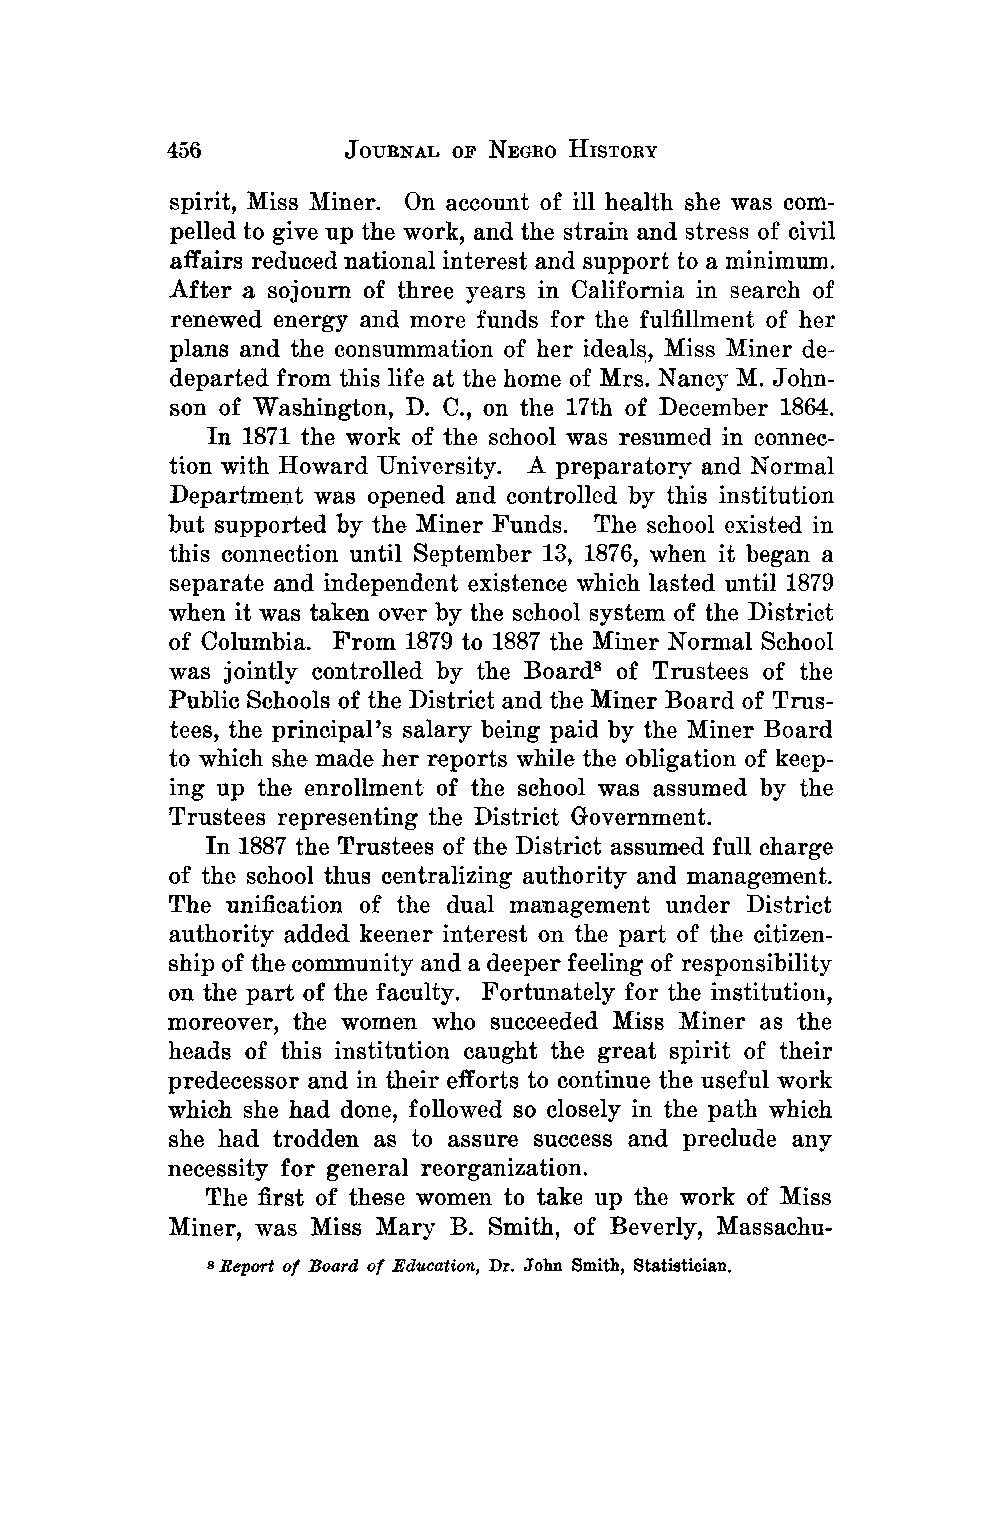 456 JOURNAL OF NEGRO HISTORY
spirit, Miss Miner. On account of ill health she was com-
pelled to give up the work, and the strain and stress of civil
affairs reduced national interest and support to a minimum.
After a sojourn of three years in California in search of
renewed energy and more funds for the fulfillment of her
plans and the consummation of her ideals, Miss Miner de-
departed from this life at the home of Mrs. Nancy M. John-
son of Washington, D. C., on the 17th of December 1864.
In 1871 the work of the school was resumed in connec-
tion with Howard University. A preparatory and Normal
Department was opened and controlled by this institution
but supported by the Miner Funds. The school existed in
this connection until September 13, 1876, when it began a
separate and independent existence which lasted until 1879
when it was taken over by the school system of the District
of Columbia. From 1879 to 1887 the Miner Normal School
was jointly controlled by the Board⁸ of Trustees of the
Public Schools of the District and the Miner Board of Trus-
tees, the principal's salary being paid by the Miner Board
to which she made her reports while the obligation of keep-
ing up the enrollment of the school was assumed by the
Trustees representing the District Government.
In 1887 the Trustees of the District assumed full charge
of the school thus centralizing authority and management.
The unification of the dual management under District
authority added keener interest on the part of the citizen-
ship of the community and a deeper feeling of responsibility
on the part of the faculty. Fortunately for the institution,
moreover, the women who succeeded Miss Miner as the
heads of this institution caught the great spirit of their
predecessor and in their efforts to continue the useful work
which she had done, followed so closely in the path which
she had trodden as to assure success and preclude any
necessity for general reorganization.
The first of these women to take up the work of Miss
Miner, was Miss Mary B. Smith, of Beverly, Massachu-
⁸ Report of Board of Education, Dr. John Smith, Statistician.